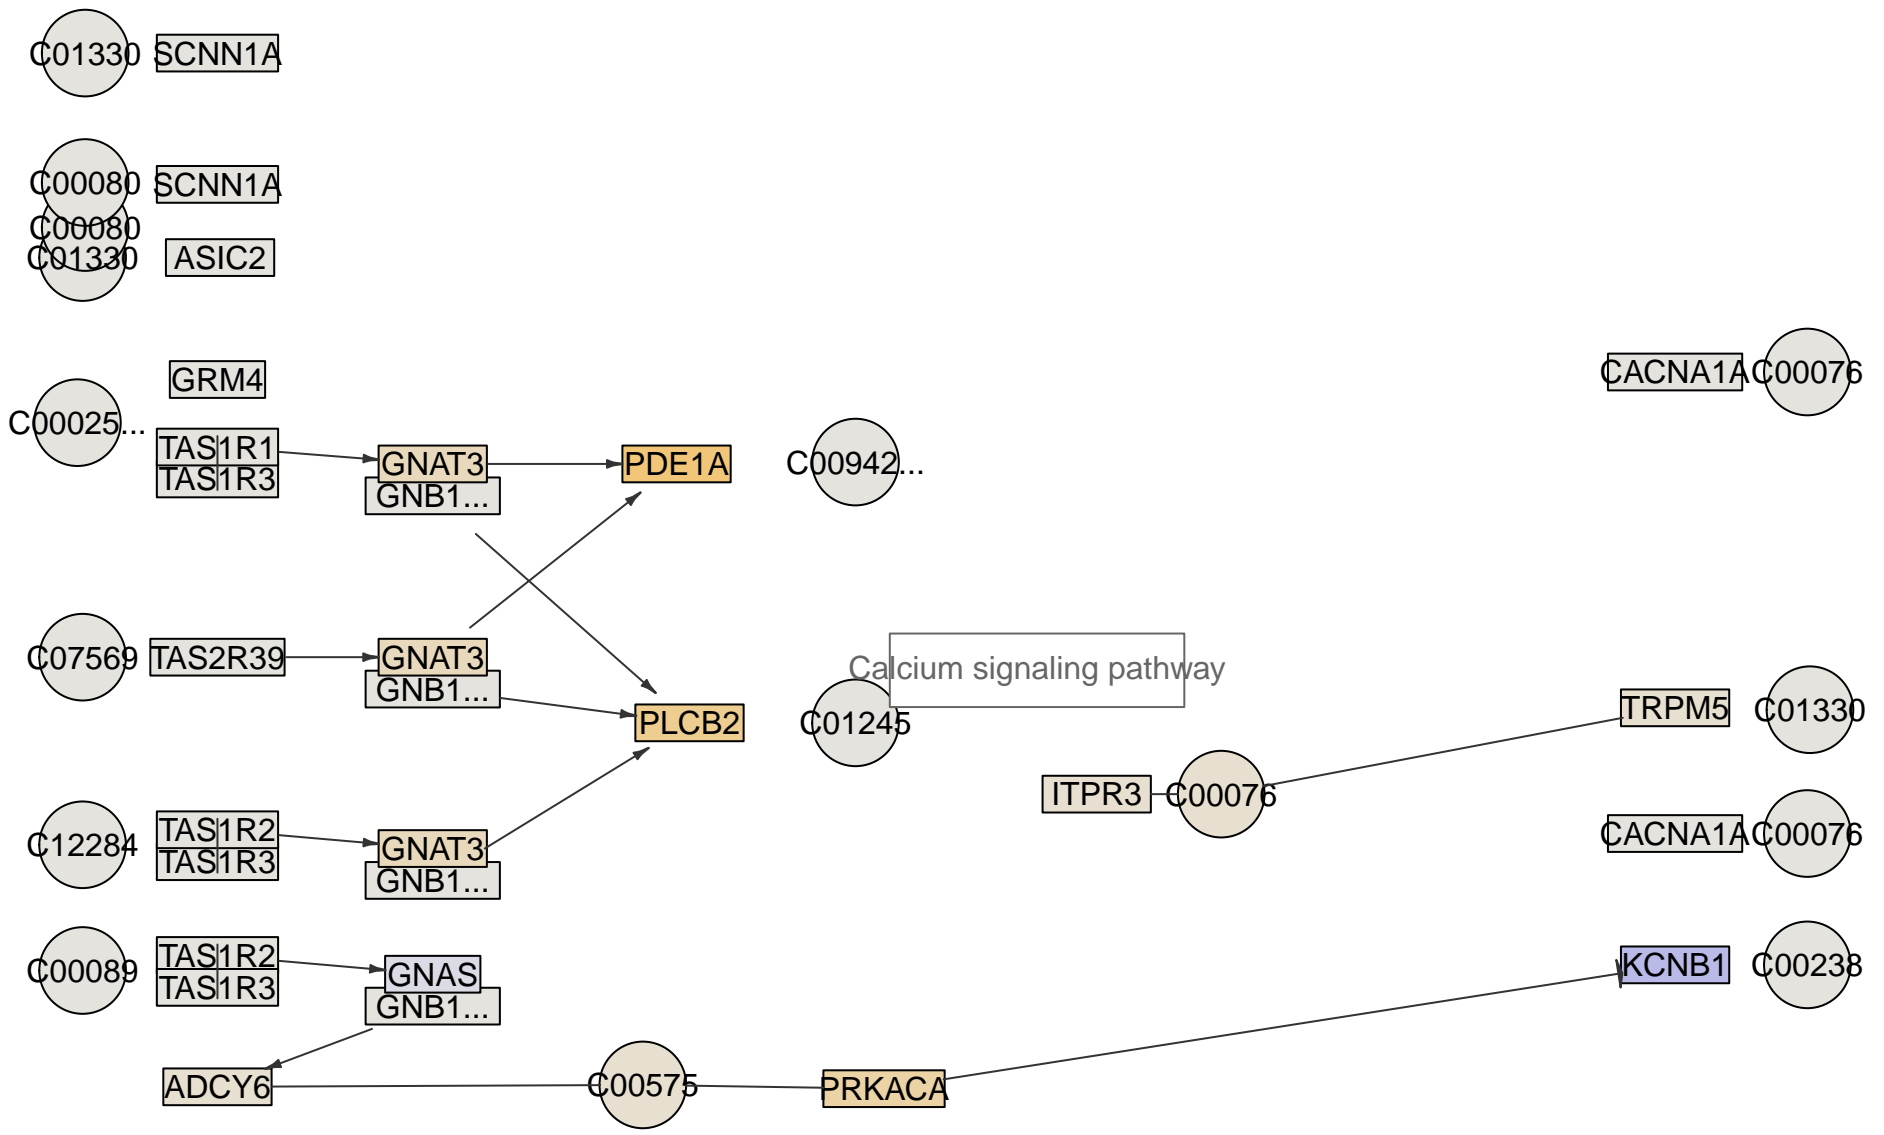 C01330 SCNN1A
C00080 SCNN1A
C00080
C01330 ASIC2
GRM4
CACNA1A C00076
C00025...
TAS1R1
GNAT3 PDE1A C00942...
TAS1R3
GNB1...
C07569 TAS2R39 GNAT3
Calcium signaling pathway
GNB1...
TRPM5 C01330
PLCB2 C01245
ITPR3 C00076
TAS1R2
CACNA1A C00076
C12284
GNAT3
TAS1R3
GNB1...
TAS1R2
KCNB1 C00238
C00089
GNAS
TAS1R3
GNB1...
ADCY6 C00575 PRKACA